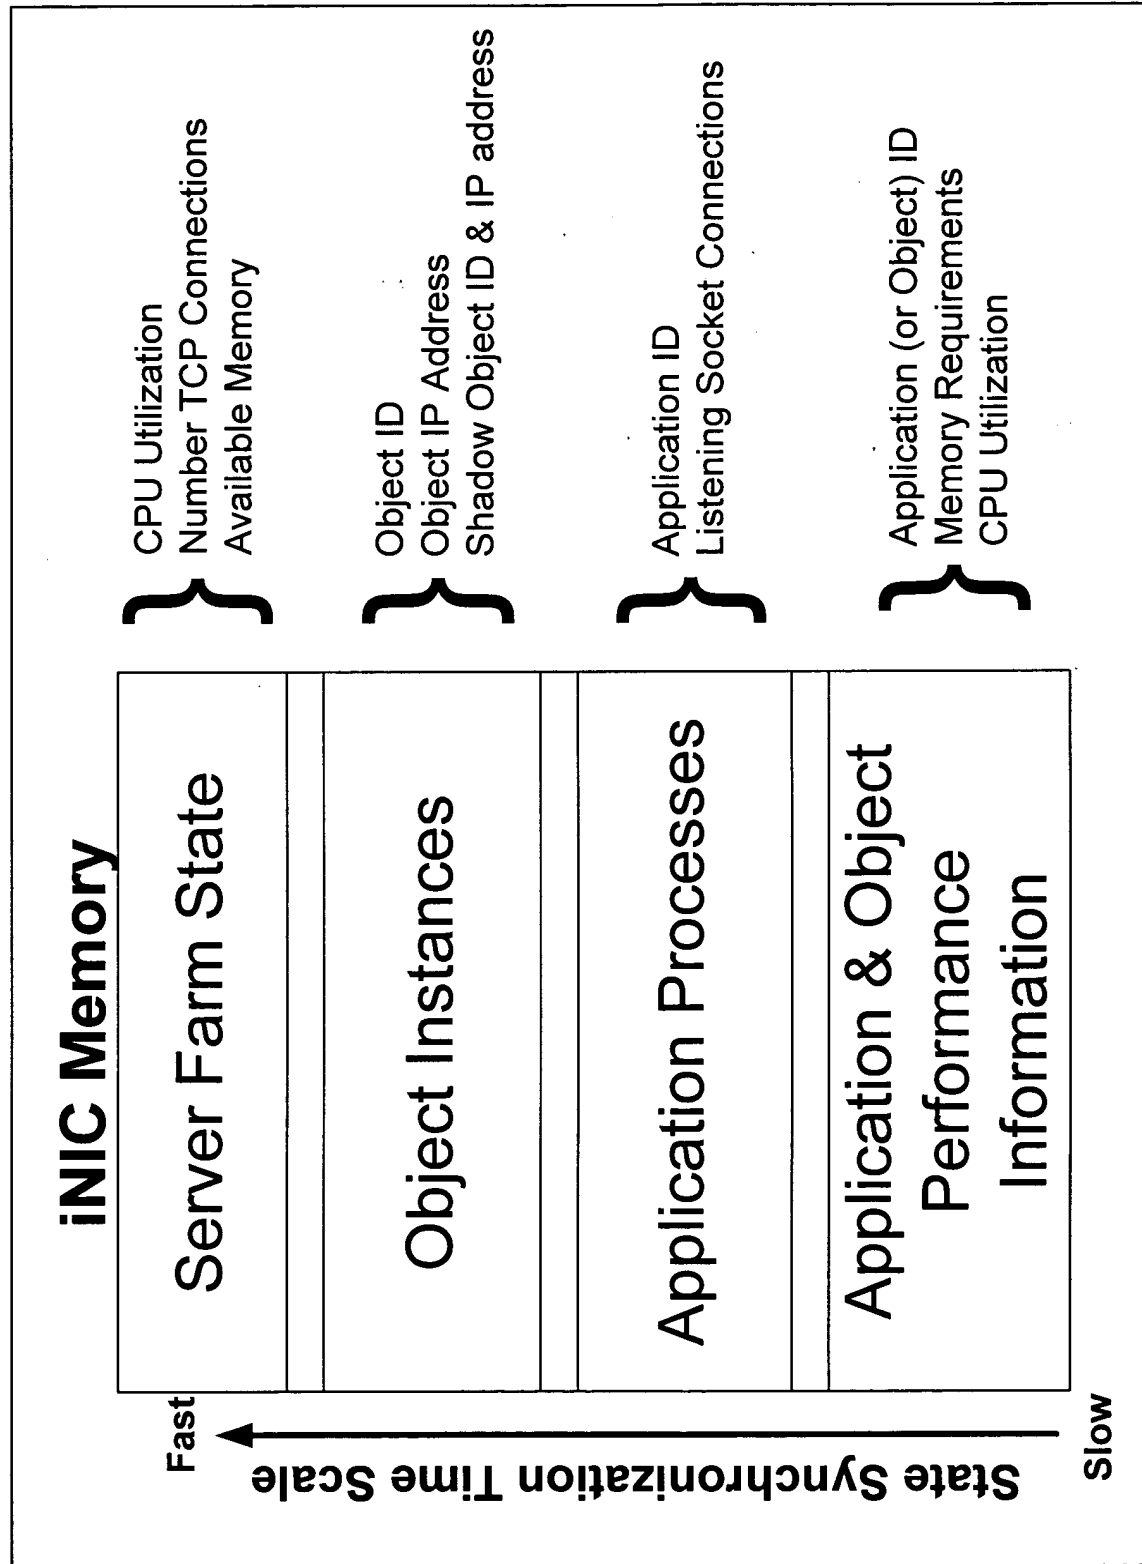 iNIC Memory
Fast
State Synchronization Time Scale
Slow
Server Farm State
CPU Utilization
Number TCP Connections
Available Memory
Object Instances
Object ID
Object IP Address
Shadow Object ID & IP address
Application Processes
Application ID
Listening Socket Connections
Application & Object
Performance
Information
Application (or Object) ID
Memory Requirements
CPU Utilization